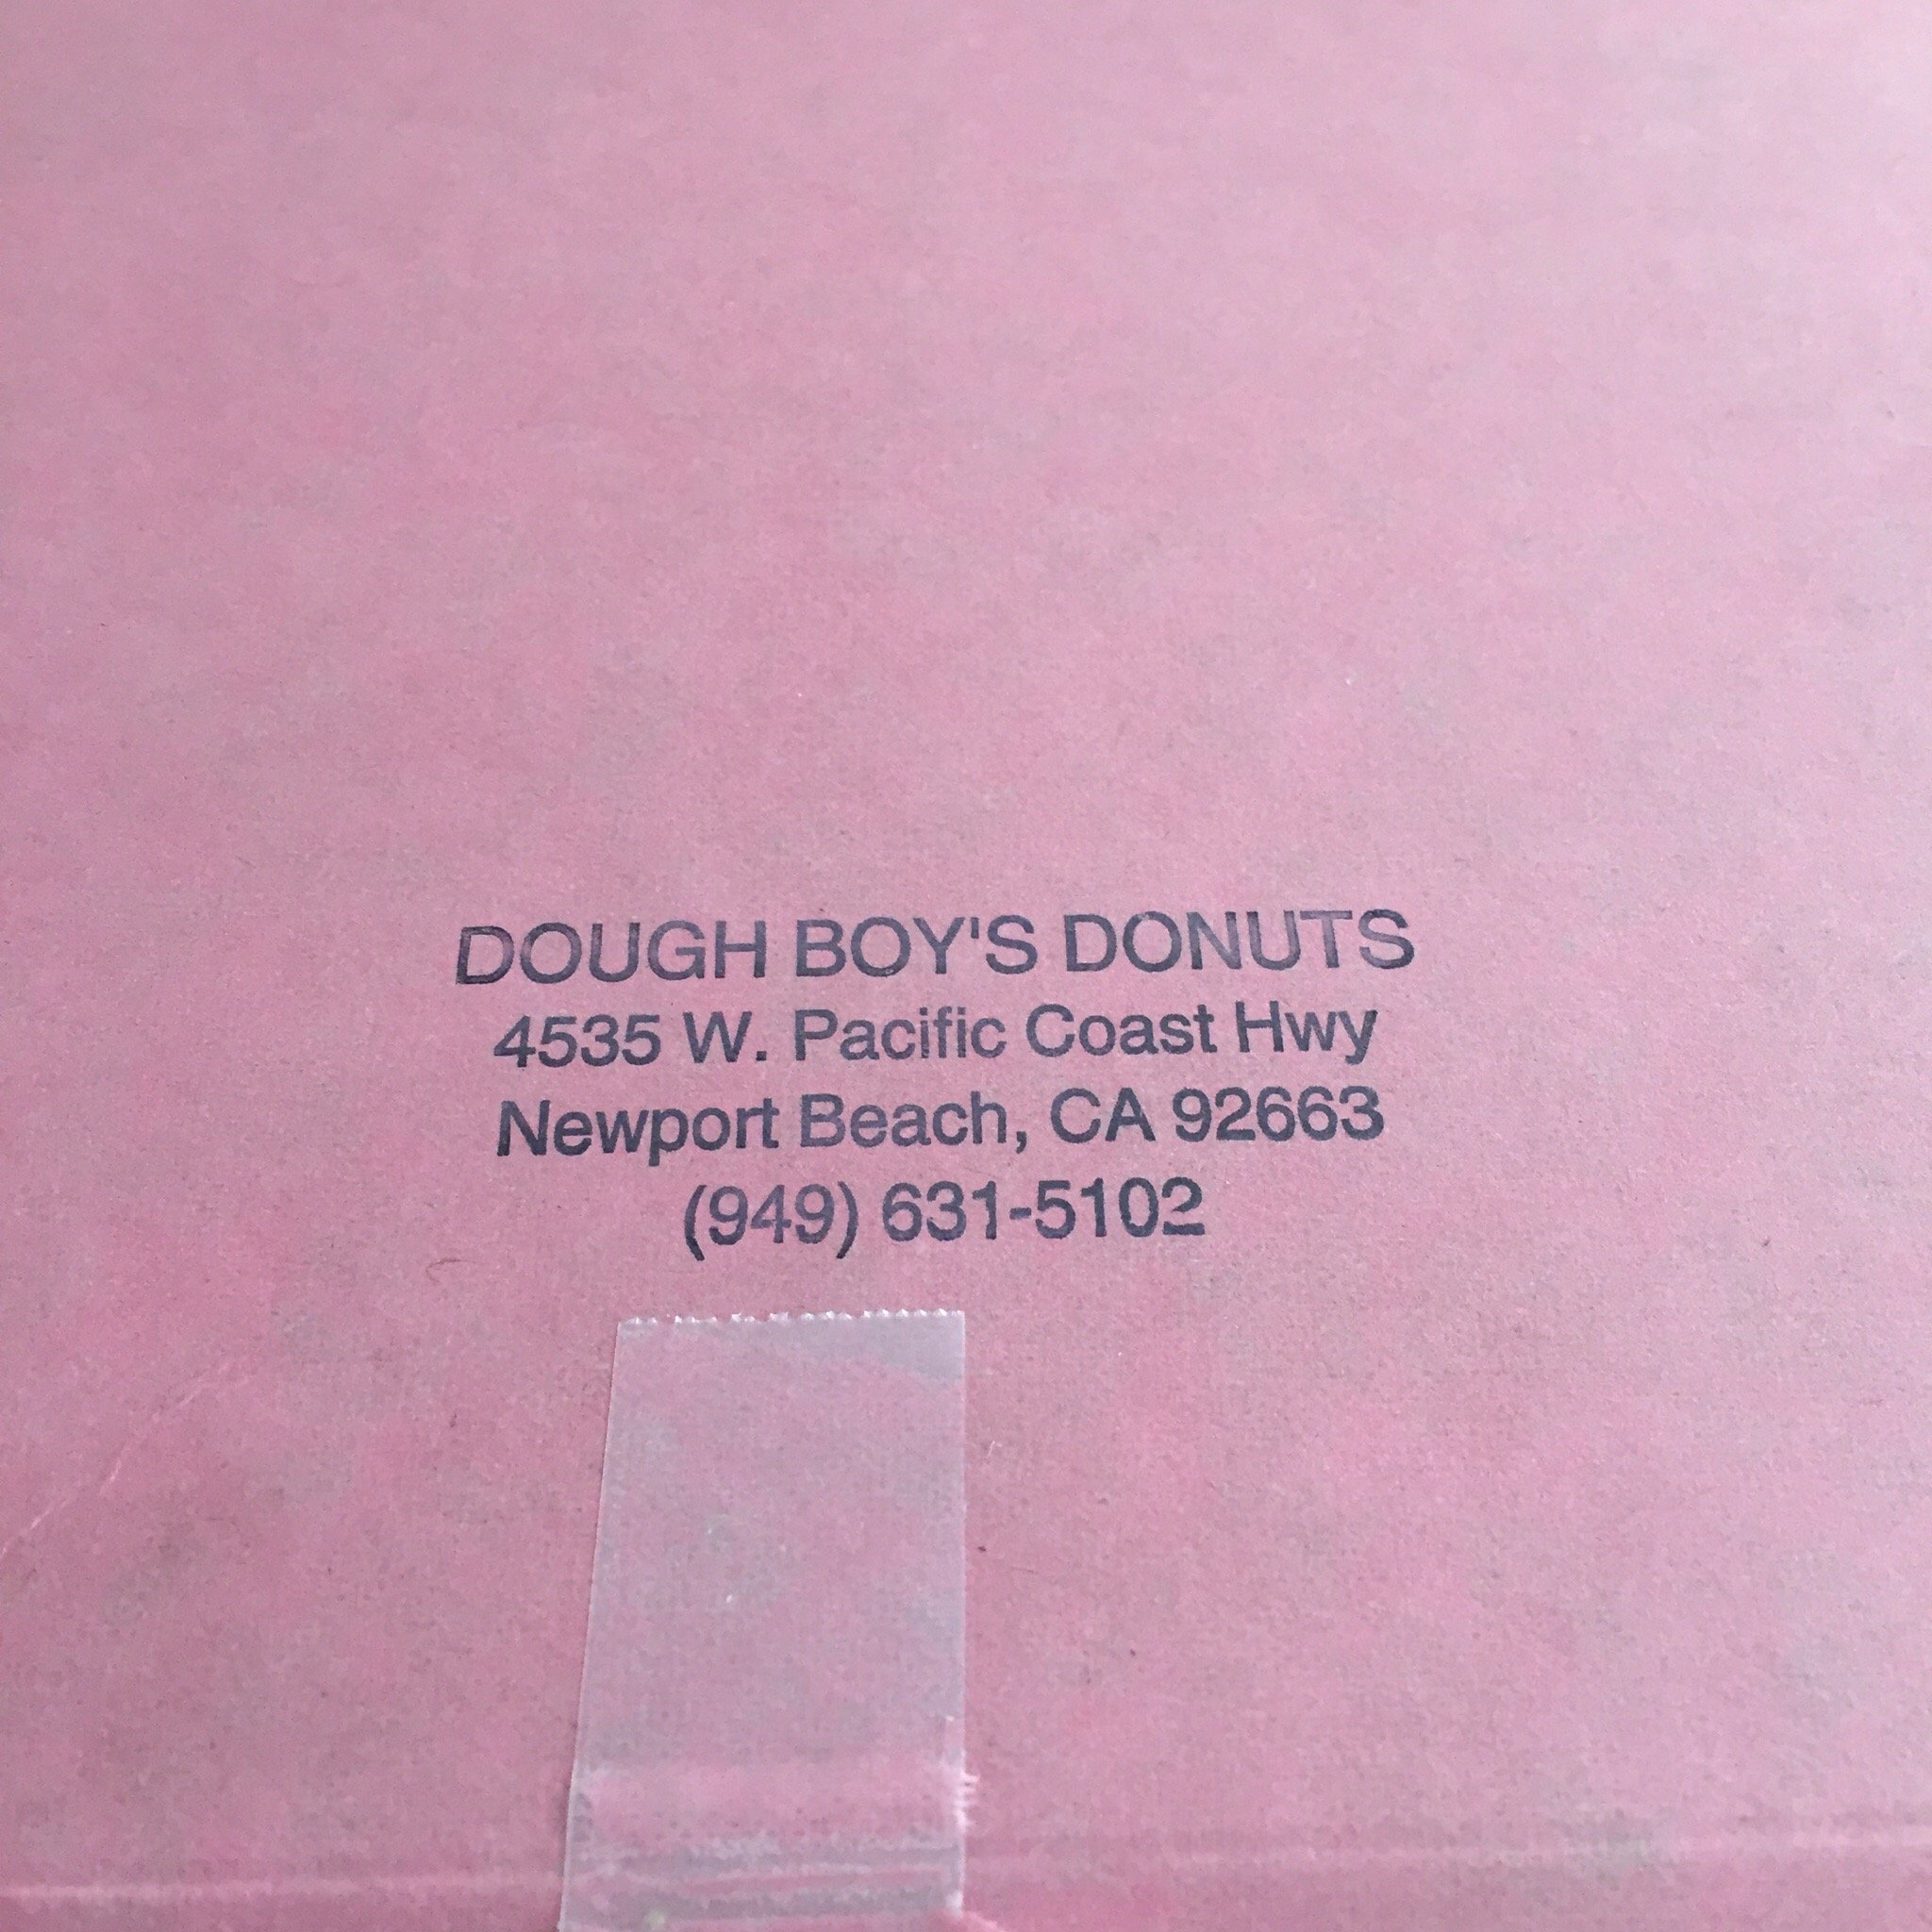 DOUGH BOY'S DONUTS
4535 W. Pacific Coast Hwy
Newport Beach, CA 92663
(949) 631-5102